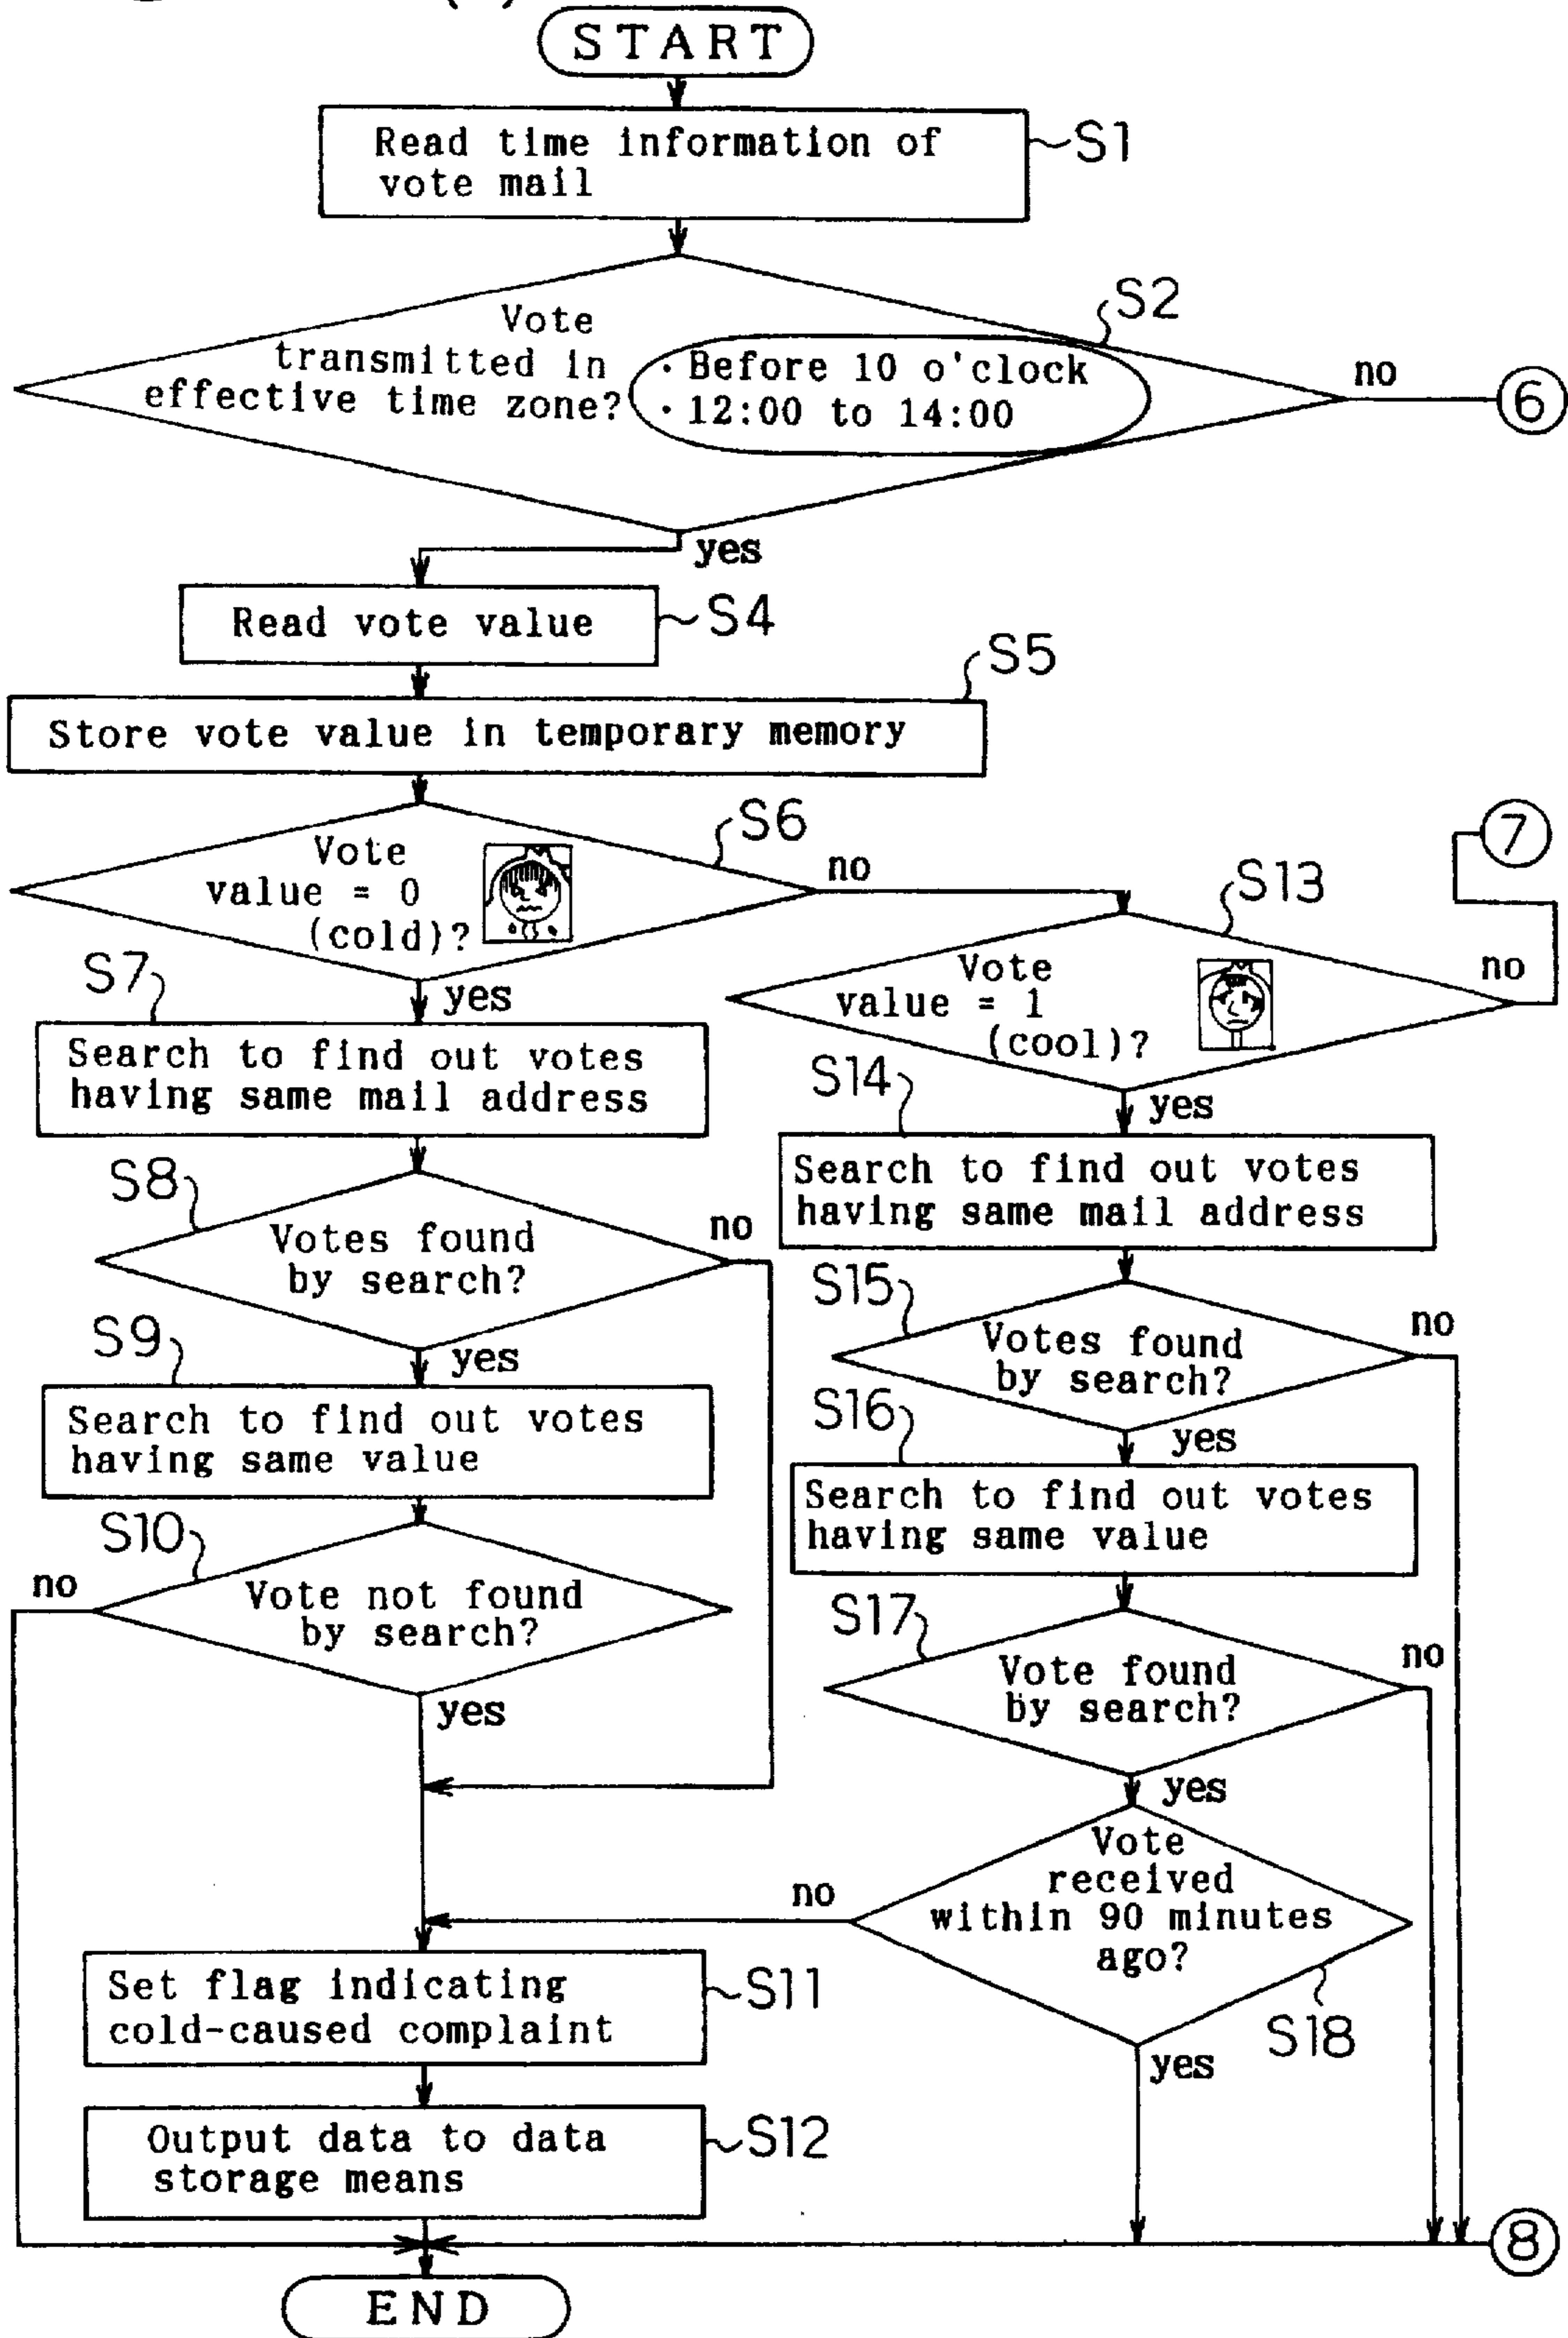 START
Read time information of
vote mail
S1
Vote
transmitted in
effective time zone?
· Before 10 o'clock
· 12:00 to 14:00
S2
no
6
yes
Read vote value
S4
S5
Store vote value in temporary memory
S6
Vote
value = 0
(cold)?
no
7
S13
Vote
value = 1
(cool)?
no
S7
yes
Search to find out votes
having same mail address
S14
yes
Search to find out votes
having same mail address
S8
Votes found
by search?
no
S15
Votes found
by search?
no
S9
yes
Search to find out votes
having same value
S16
yes
Search to find out votes
having same value
S10
no
Vote not found
by search?
yes
S17
Vote found
by search?
no
yes
Vote
received
within 90 minutes
ago?
no
S18
yes
Set flag indicating
cold-caused complaint
S11
Output data to data
storage means
S12
8
END